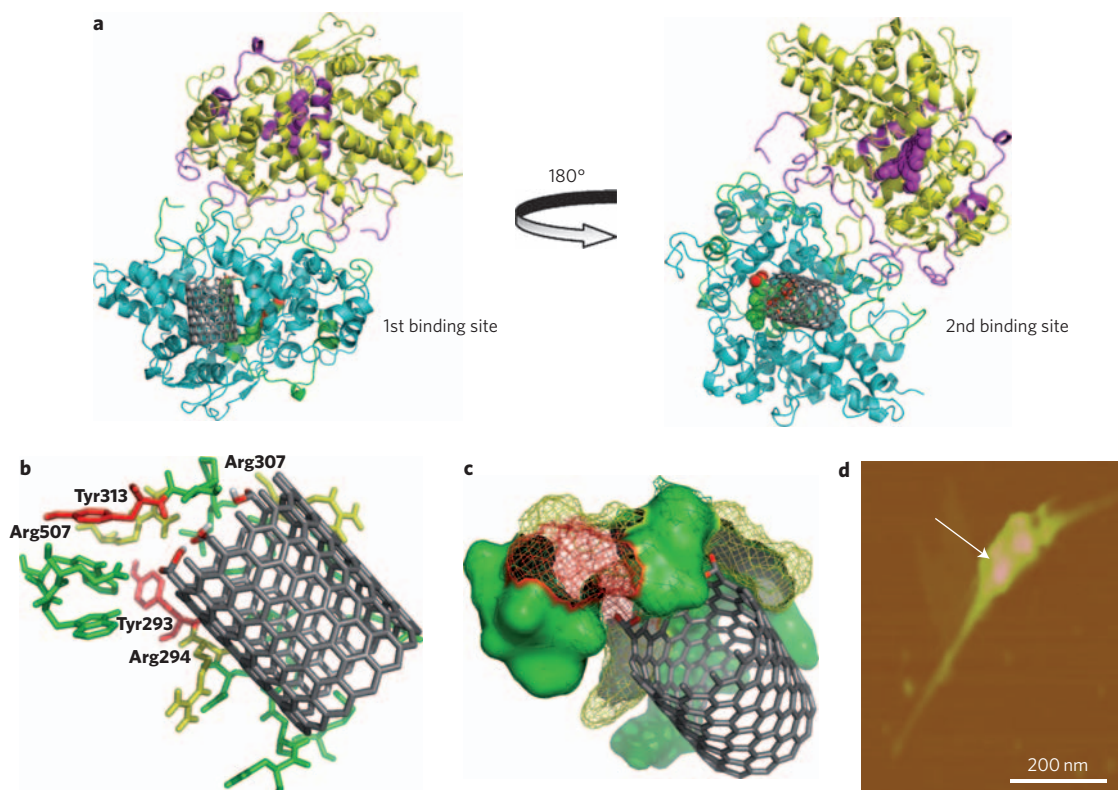 a
180°
1st binding site
2nd binding site
b
Arg307
Tyr313
Arg507
Tyr293
Arg294
c
d
200 nm